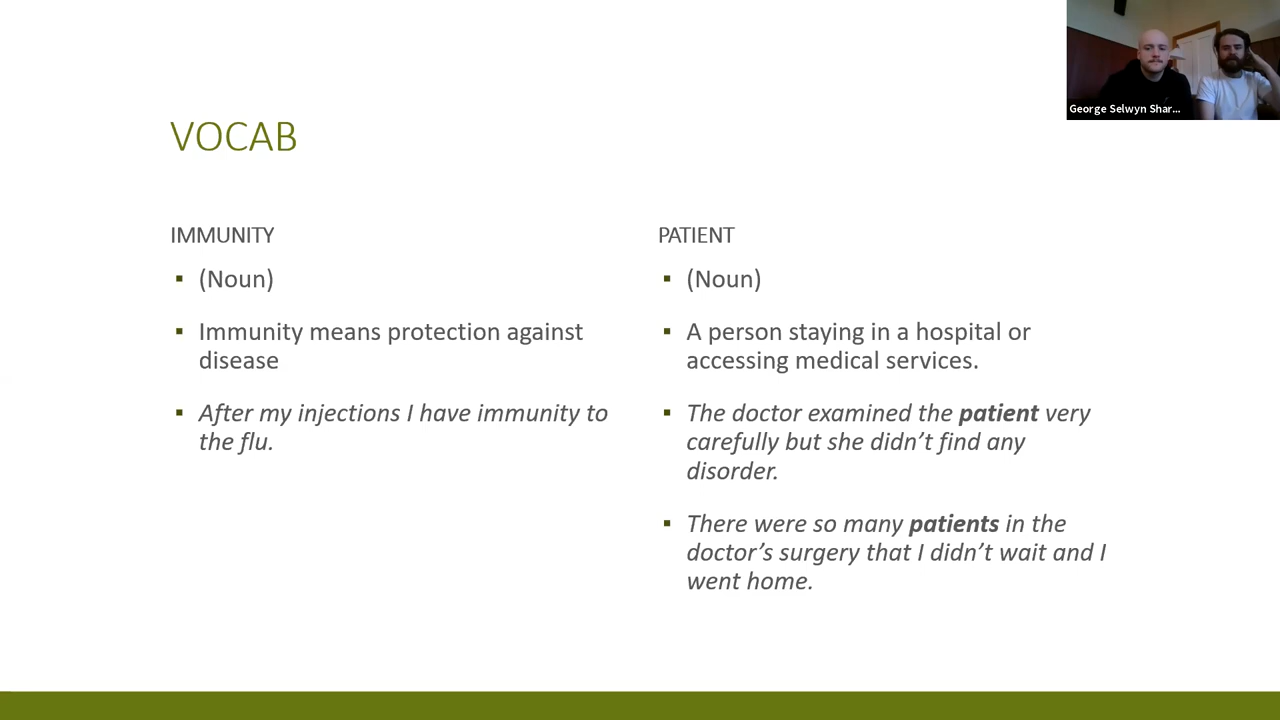 George Selwyn Shar...
VOCAB
IMMUNITY
▪ (Noun)
▪ Immunity means protection against
disease
▪ After my injections I have immunity to
the flu.
PATIENT
▪ (Noun)
▪ A person staying in a hospital or
accessing medical services.
▪ The doctor examined the patient very
carefully but she didn’t find any
disorder.
▪ There were so many patients in the
doctor’s surgery that I didn’t wait and I
went home.